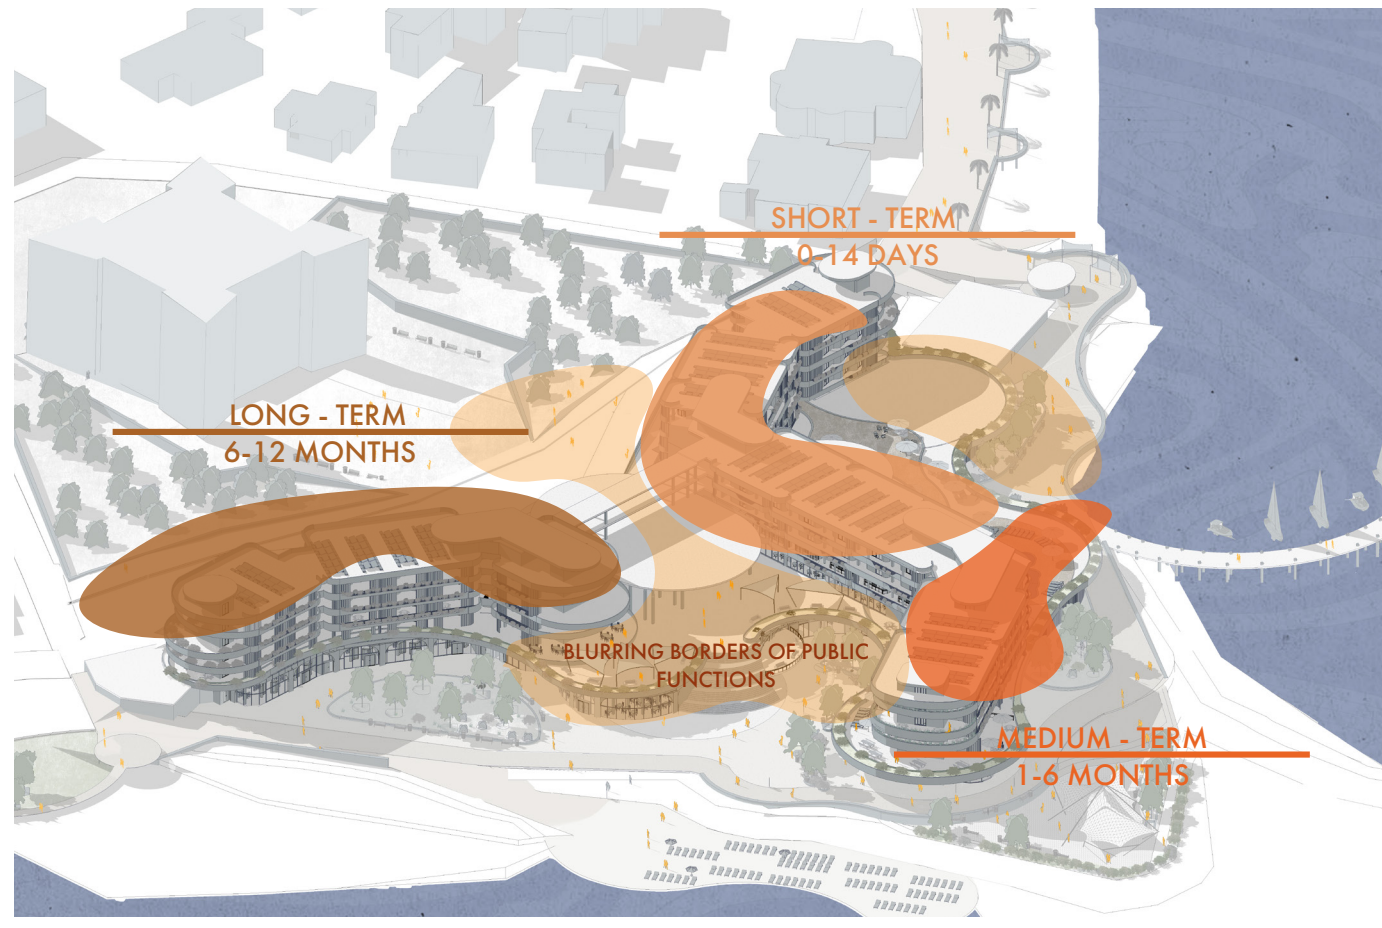 SHORT - TERM
0-14 DAYS
LONG - TERM
6-12 MONTHS
BLURRING BORDERS OF PUBLIC
FUNCTIONS
MEDIUM - TERM
1-6 MONTHS